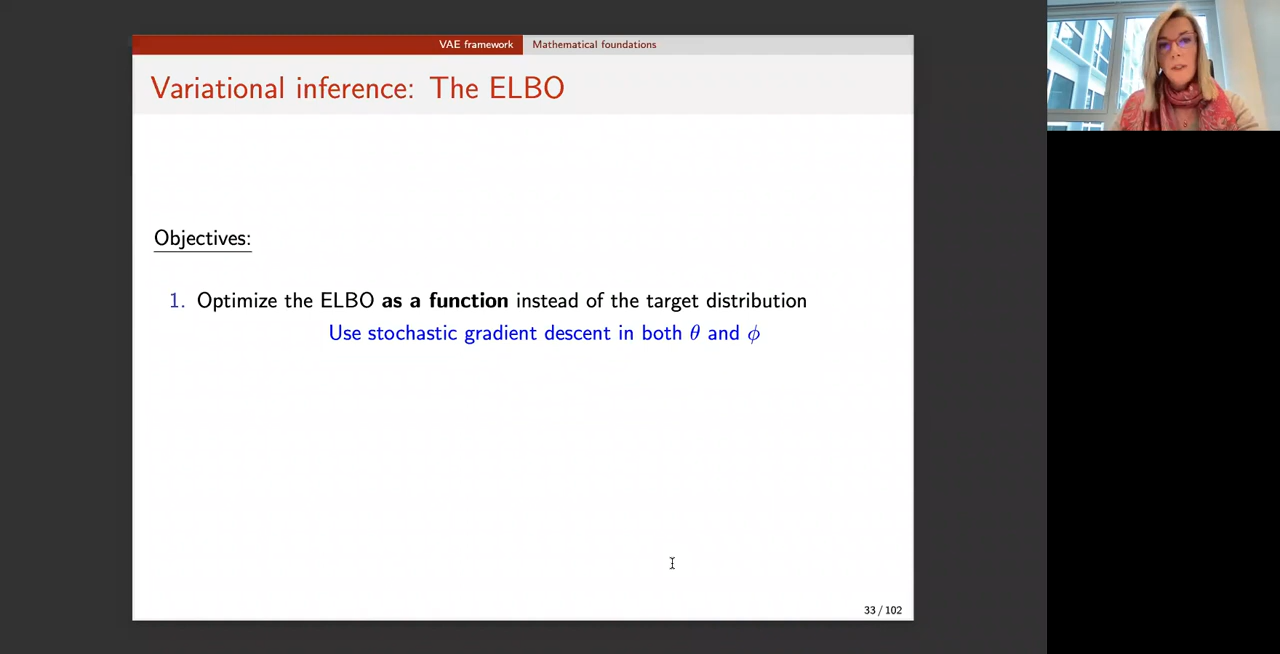 VAE framework Mathematical foundations
Variational inference: The ELBO
Objectives:
1. Optimize the ELBO as a function instead of the target distribution
Use stochastic gradient descent in both θ and ϕ
33 / 102